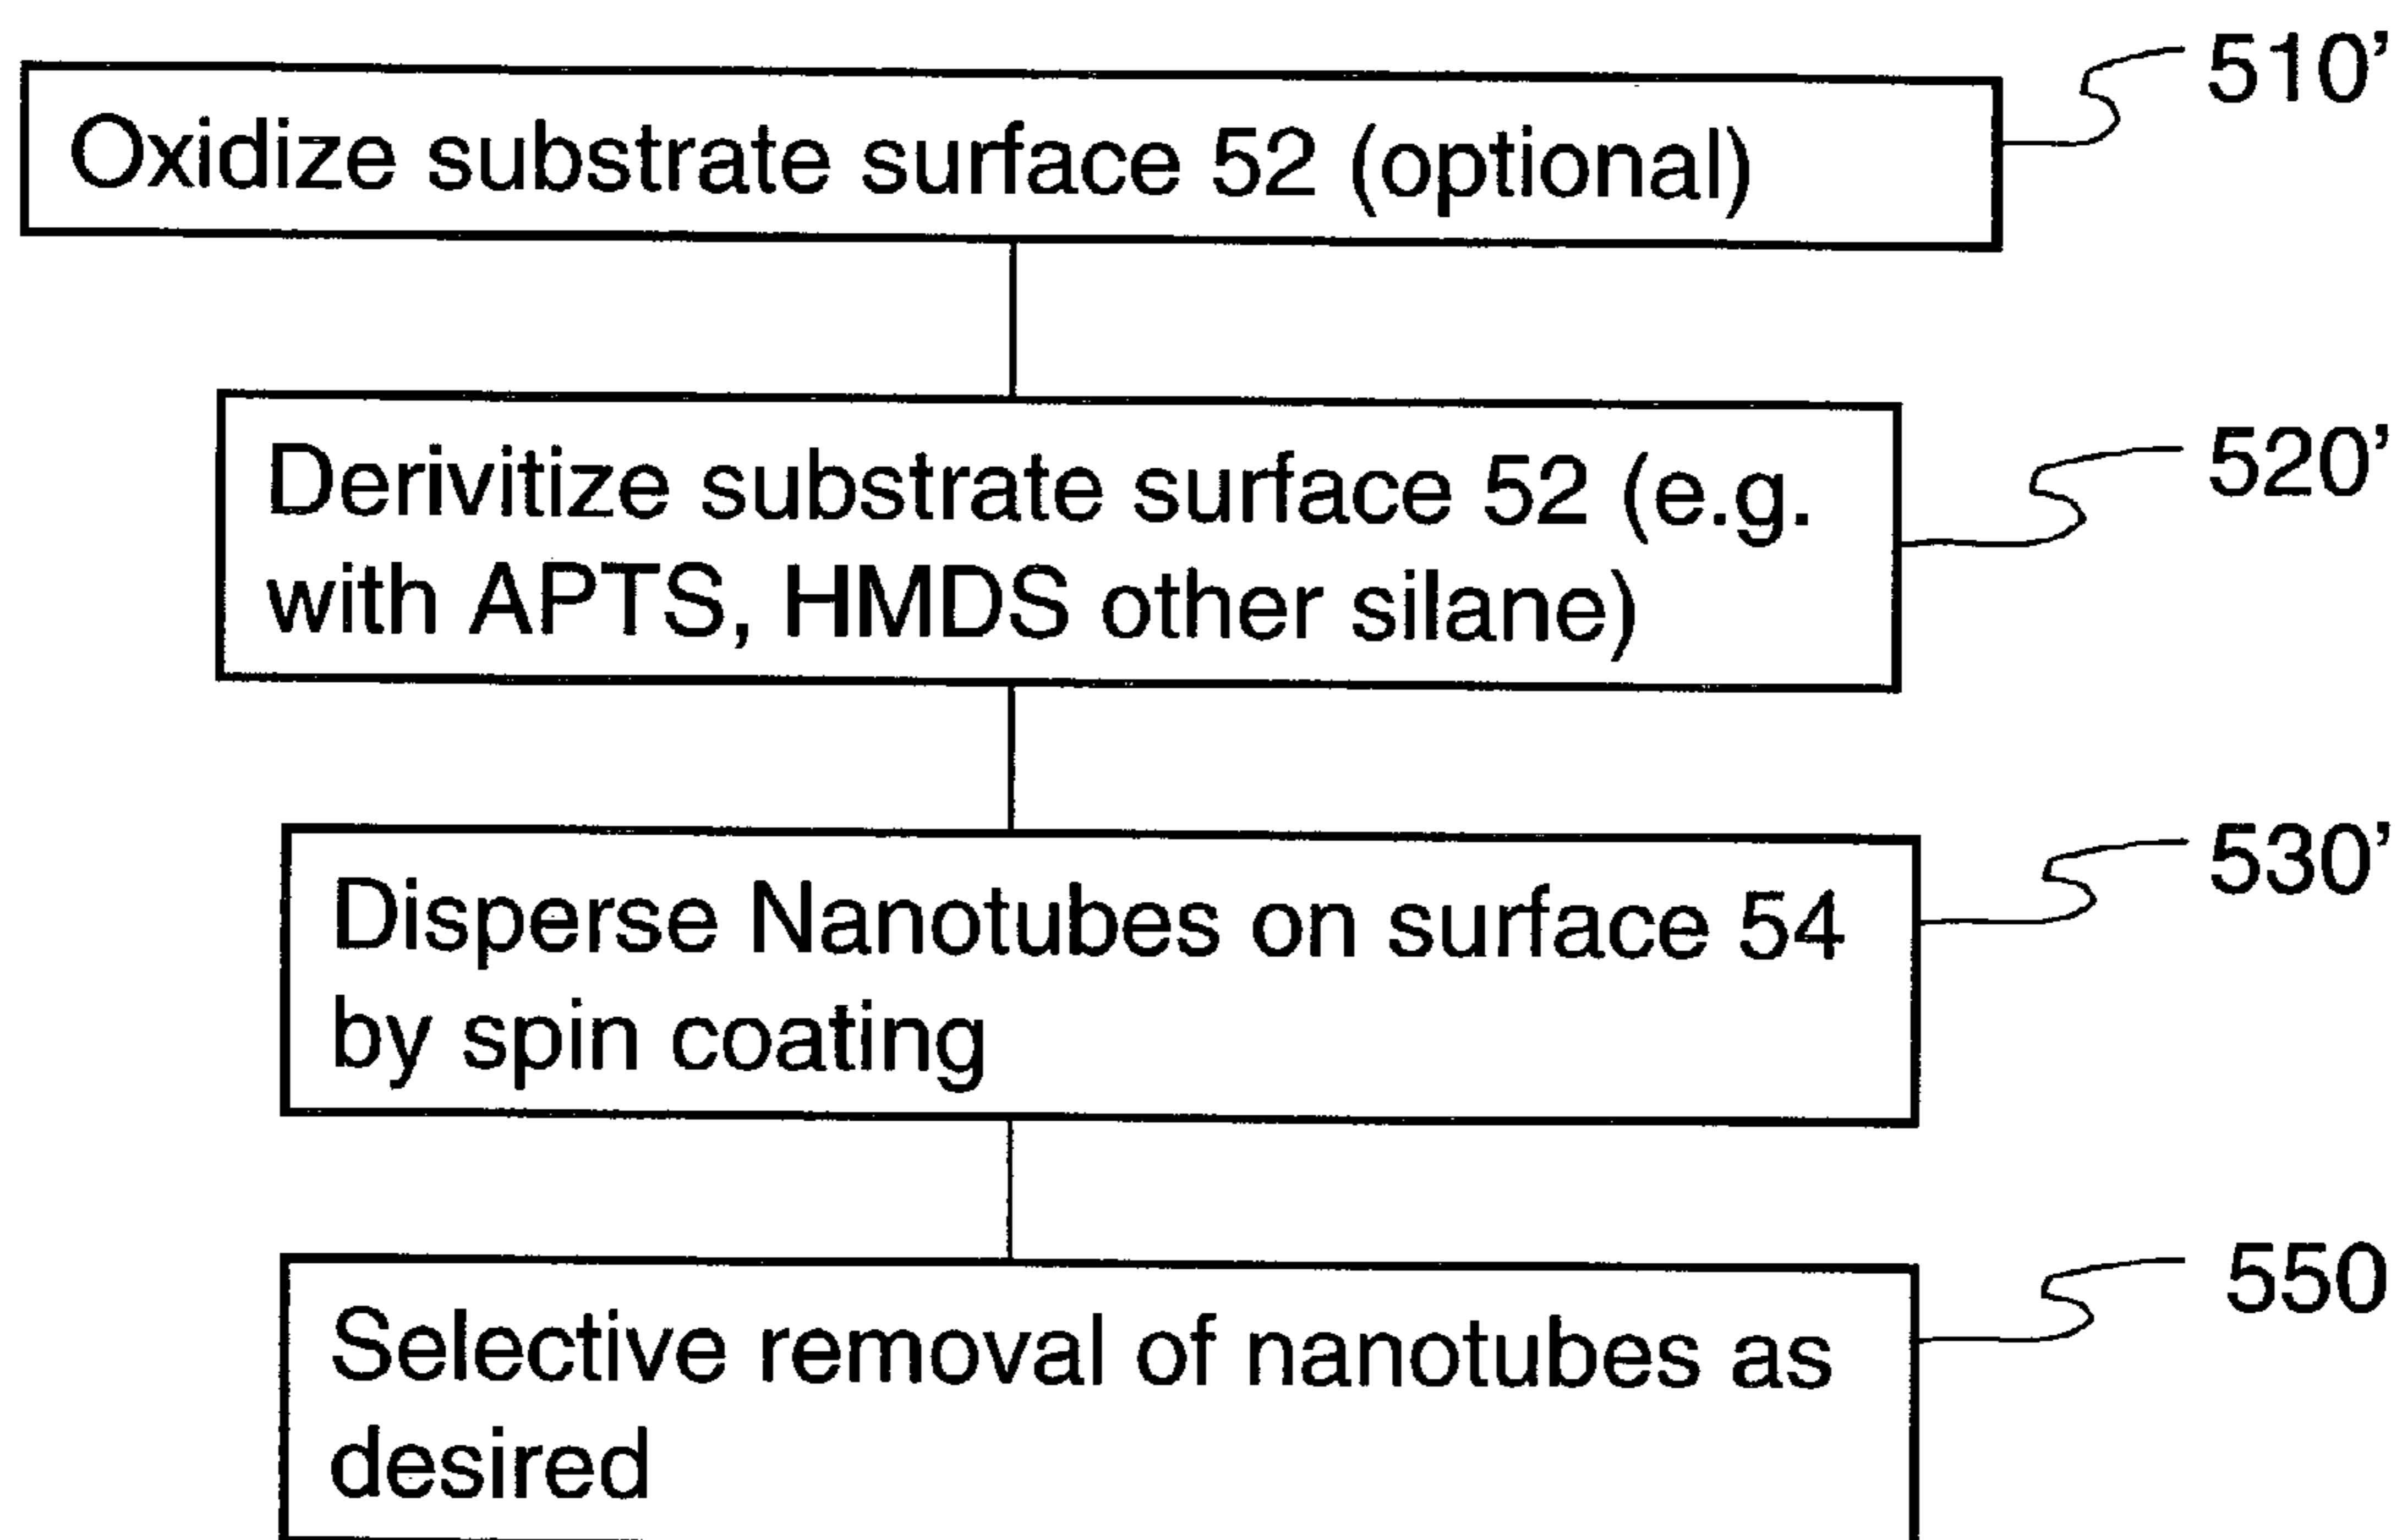 510’
Oxidize substrate surface 52 (optional)
520’
Derivitize substrate surface 52 (e.g.
with APTS, HMDS other silane)
530’
Disperse Nanotubes on surface 54
by spin coating
550
Selective removal of nanotubes as
desired